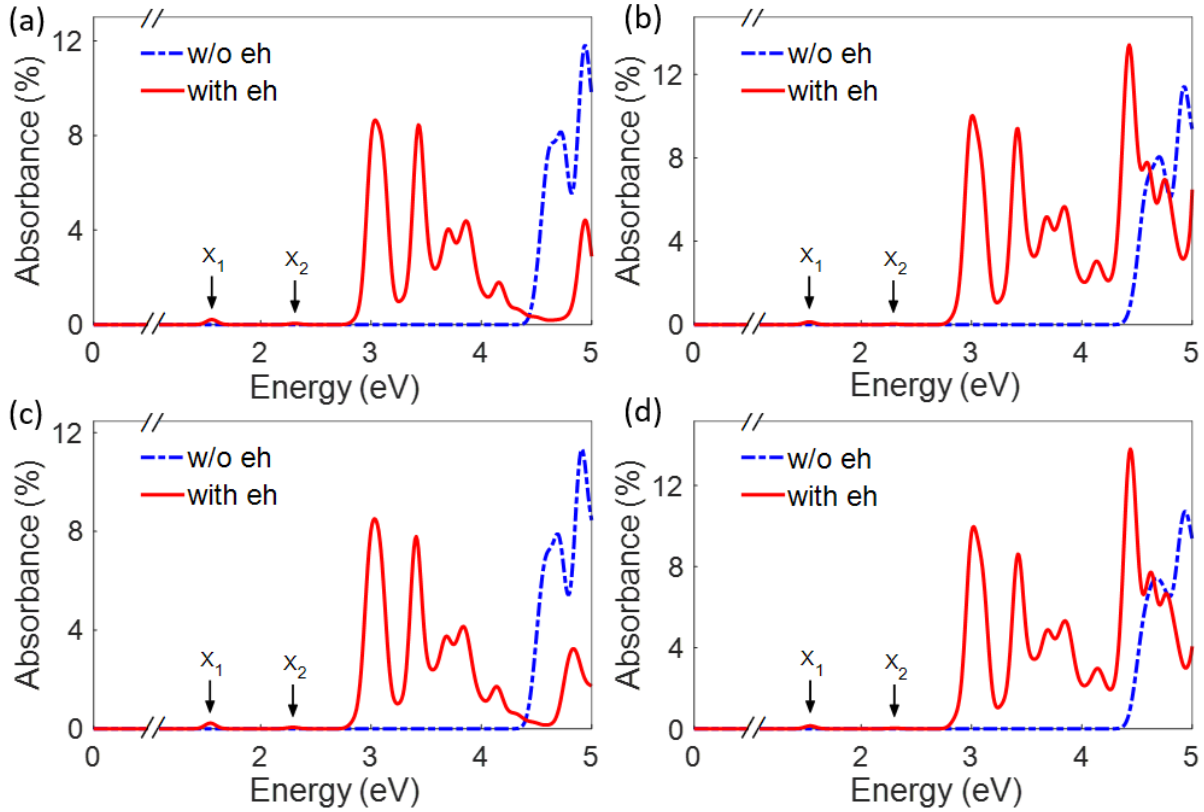 (a)
Absorbance (%)
12
8
4
0
w/o eh
with eh
X1
X2
0
2
3
4
5
Energy (eV)
(b)
Absorbance (%)
12
8
4
0
w/o eh
with eh
X1
X2
0
2
3
4
5
Energy (eV)
(c)
Absorbance (%)
12
8
4
0
w/o eh
with eh
X1
X2
0
2
3
4
5
Energy (eV)
(d)
Absorbance (%)
12
8
4
0
w/o eh
with eh
X1
X2
0
2
3
4
5
Energy (eV)